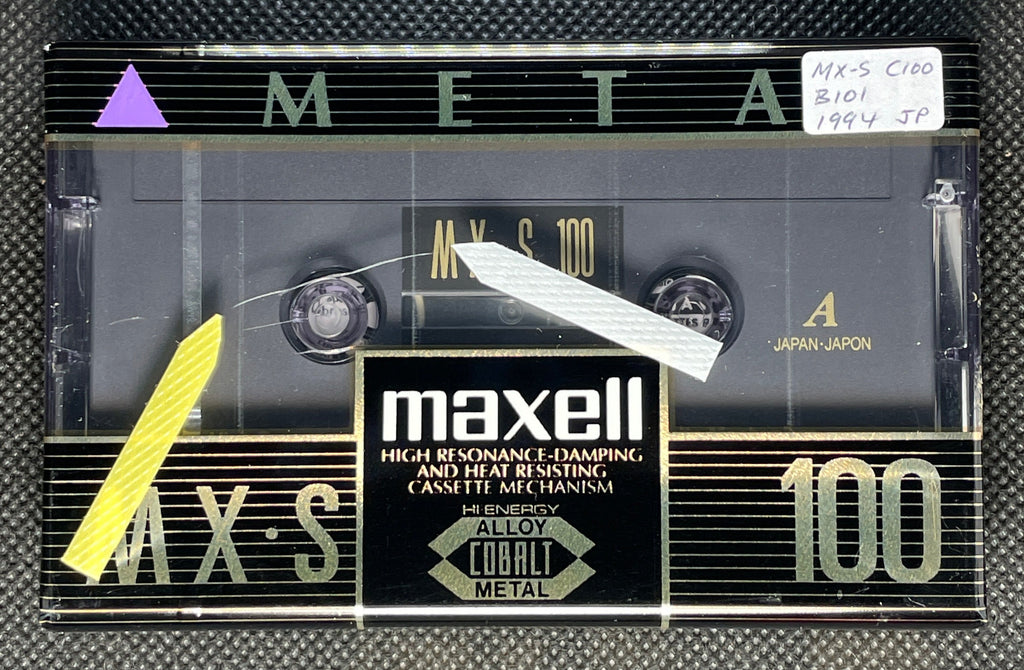 META
MX-S C100
B101
1994 JP
MX S 100
A
JAPAN·JAPON
maxell
HIGH RESONANCE-DAMPING
AND HEAT RESISTING
CASSETTE MECHANISM
HI-ENERGY
ALLOY
COBALT
METAL
MX·S
100